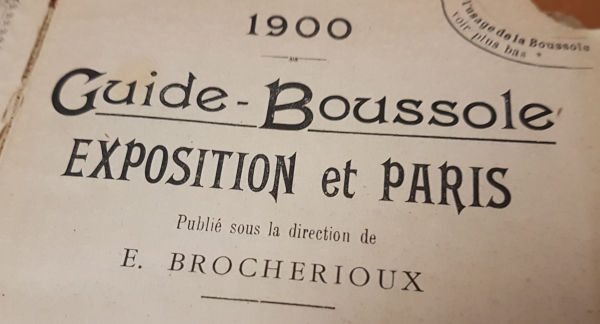 1900
l'usage de la Boussole
voir plus bas
Guide-Boussole
EXPOSITION et PARIS
Publié sous la direction de
E. BROCHERIOUX